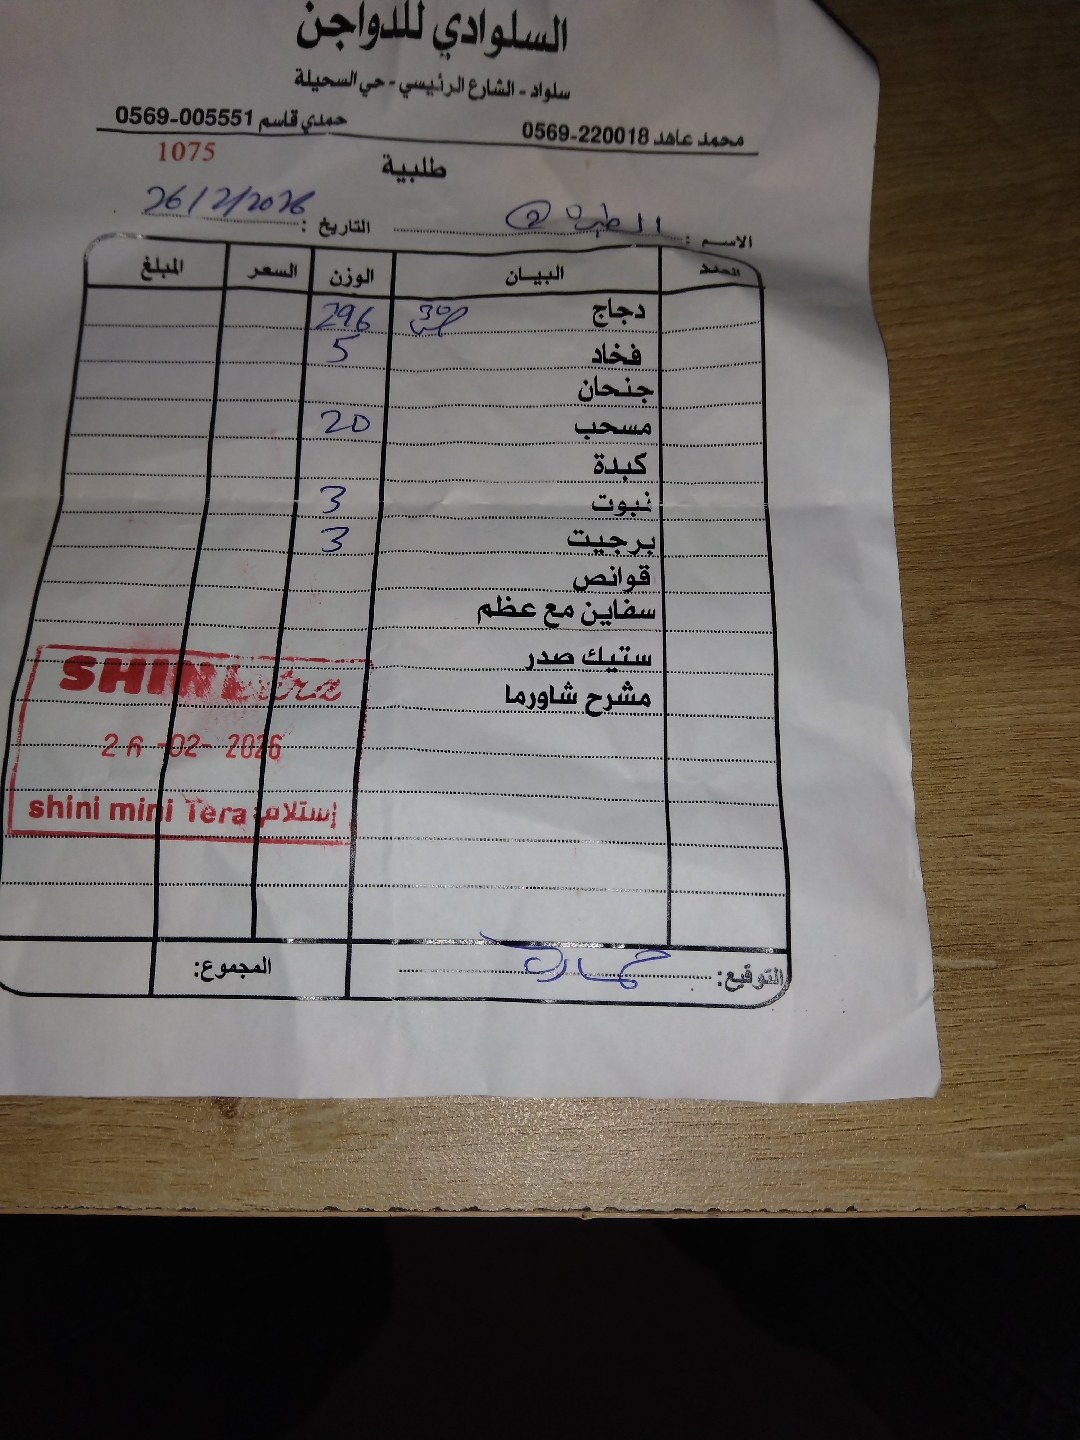 السلوادي للدواجن
سلواد - الشارع الرئيسي - حي السحيلة
محمد عاهد 0569-220018 حمدي قاسم 0569-005551
1075
طلبية
الاسم: الطيرة @ التاريخ: 26/2/2026
العدد البيان الوزن السعر المبلغ
دجاج 296
فخاد 5
جنحان
مسحب 20
كبدة
نبوت 3
برجيت 3
قوانص
سفاين مع عظم
ستيك صدر
مشرح شاورما
SHINI
26-02-2026
shini mini Tera إستلام:
التوقيع: المجموع: